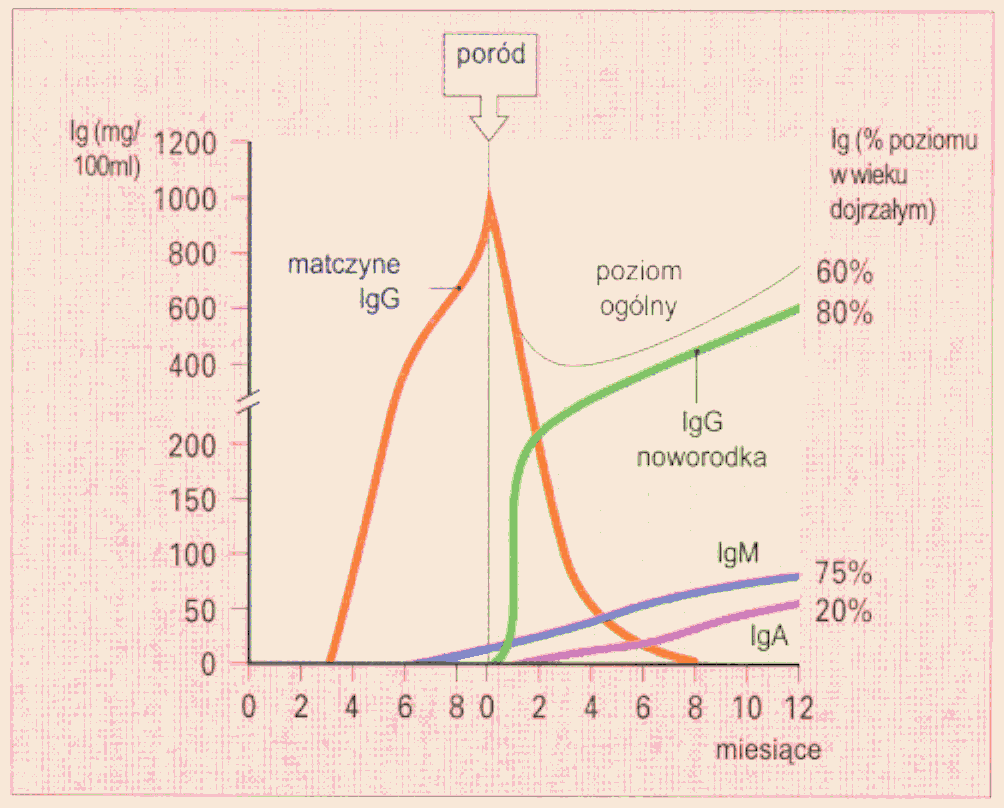 poród
Ig (mg/
100ml)
1200
1000
800
600
400
200
150
100
50
0
matczyne
IgG
poziom
ogólny
IgG
noworodka
IgM
IgA
Ig (% poziomu
w wieku
dojrzałym)
60%
80%
75%
20%
0 2 4 6 8 0 2 4 6 8 10 12
miesiące